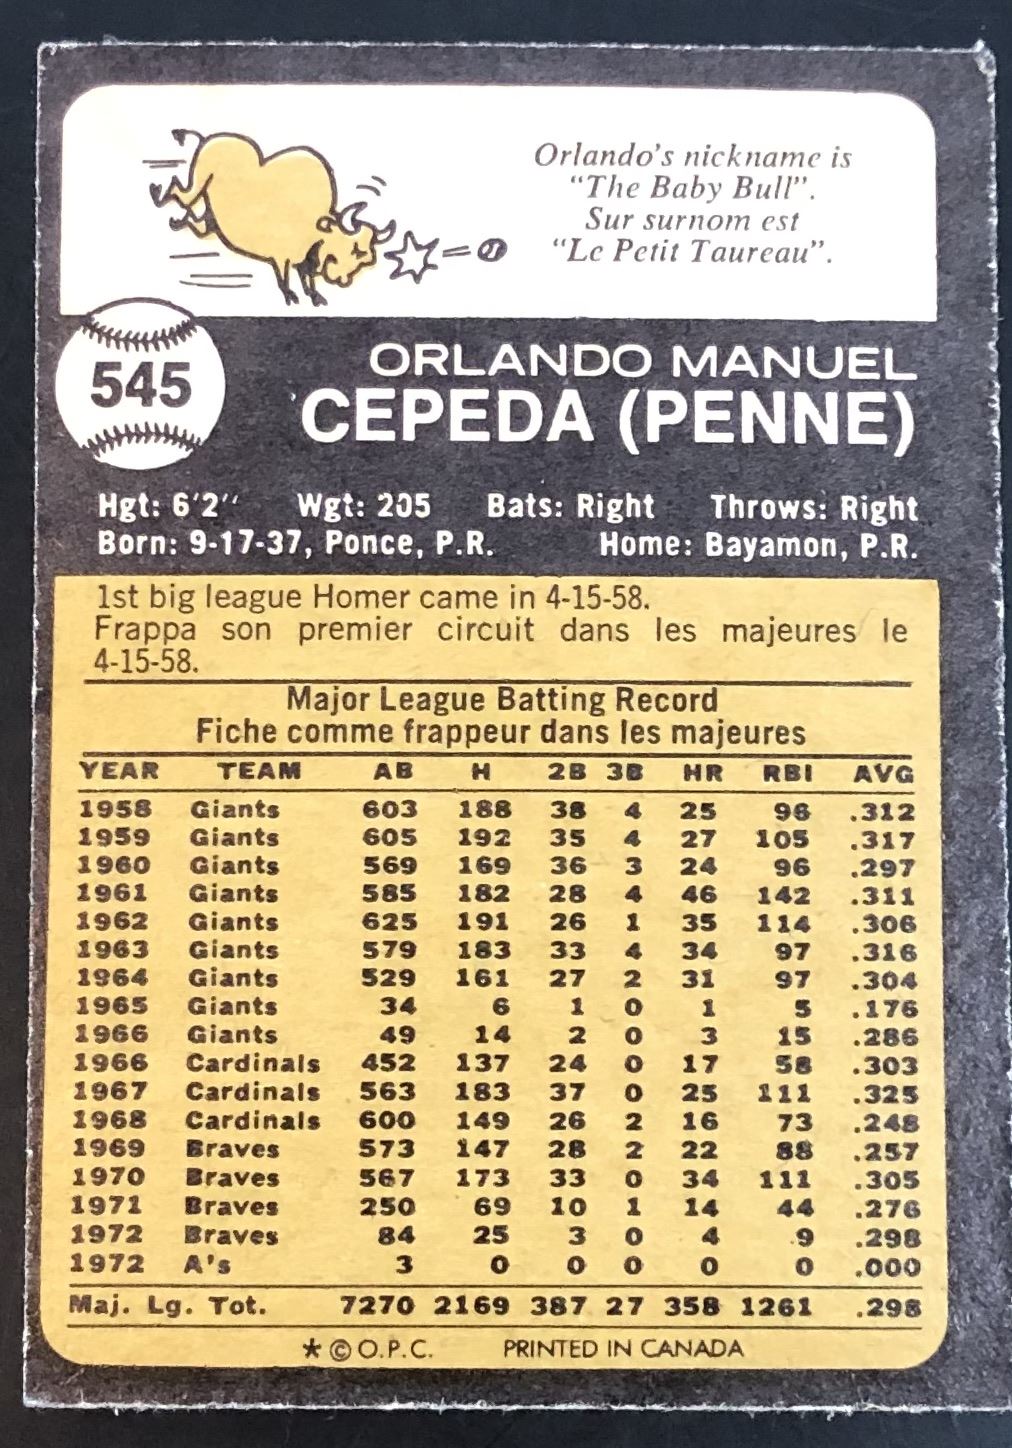 Orlando's nickname is
"The Baby Bull".
Sur surnom est
"Le Petit Taureau".
545
ORLANDO MANUEL
CEPEDA (PENNE)
Hgt: 6'2" Wgt: 205 Bats: Right Throws: Right
Born: 9-17-37, Ponce, P.R. Home: Bayamon, P.R.
1st big league Homer came in 4-15-58.
Frappa son premier circuit dans les majeures le
4-15-58.
Major League Batting Record
Fiche comme frappeur dans les majeures
YEAR TEAM AB H 2B 3B HR RBI AVG
1958 Giants 603 188 38 4 25 96 .312
1959 Giants 605 192 35 4 27 105 .317
1960 Giants 569 169 36 3 24 96 .297
1961 Giants 585 182 28 4 46 142 .311
1962 Giants 625 191 26 1 35 114 .306
1963 Giants 579 183 33 4 34 97 .316
1964 Giants 529 161 27 2 31 97 .304
1965 Giants 34 6 1 0 1 5 .176
1966 Giants 49 14 2 0 3 15 .286
1966 Cardinals 452 137 24 0 17 58 .303
1967 Cardinals 563 183 37 0 25 111 .325
1968 Cardinals 600 149 26 2 16 73 .248
1969 Braves 573 147 28 2 22 88 .257
1970 Braves 567 173 33 0 34 111 .305
1971 Braves 250 69 10 1 14 44 .276
1972 Braves 84 25 3 0 4 9 .298
1972 A's 3 0 0 0 0 0 .000
Maj. Lg. Tot. 7270 2169 387 27 358 1261 .298
* © O.P.C. PRINTED IN CANADA